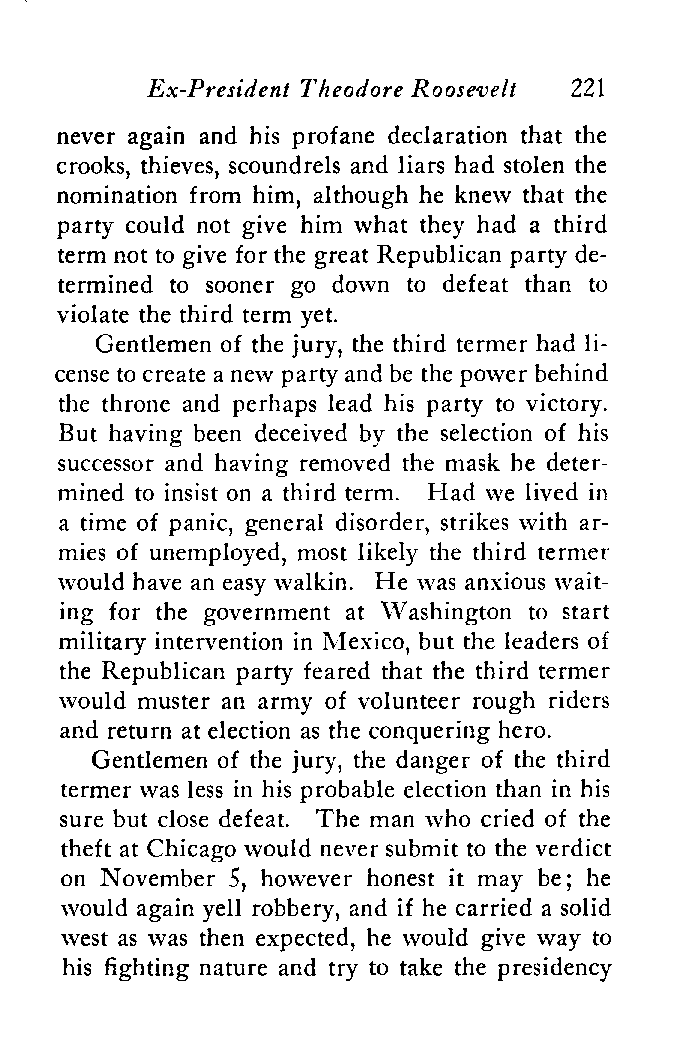 Ex-President Theodore Roosevelt 221
never again and his profane declaration that the
crooks, thieves, scoundrels and liars had stolen the
nomination from him, although he knew that the
party could not give him what they had a third
term not to give for the great Republican party de-
termined to sooner go down to defeat than to
violate the third term yet.
Gentlemen of the jury, the third termer had li-
cense to create a new party and be the power behind
the throne and perhaps lead his party to victory.
But having been deceived by the selection of his
successor and having removed the mask he deter-
mined to insist on a third term. Had we lived in
a time of panic, general disorder, strikes with ar-
mies of unemployed, most likely the third termer
would have an easy walkin. He was anxious wait-
ing for the government at Washington to start
military intervention in Mexico, but the leaders of
the Republican party feared that the third termer
would muster an army of volunteer rough riders
and return at election as the conquering hero.
Gentlemen of the jury, the danger of the third
termer was less in his probable election than in his
sure but close defeat. The man who cried of the
theft at Chicago would never submit to the verdict
on November 5, however honest it may be; he
would again yell robbery, and if he carried a solid
west as was then expected, he would give way to
his fighting nature and try to take the presidency